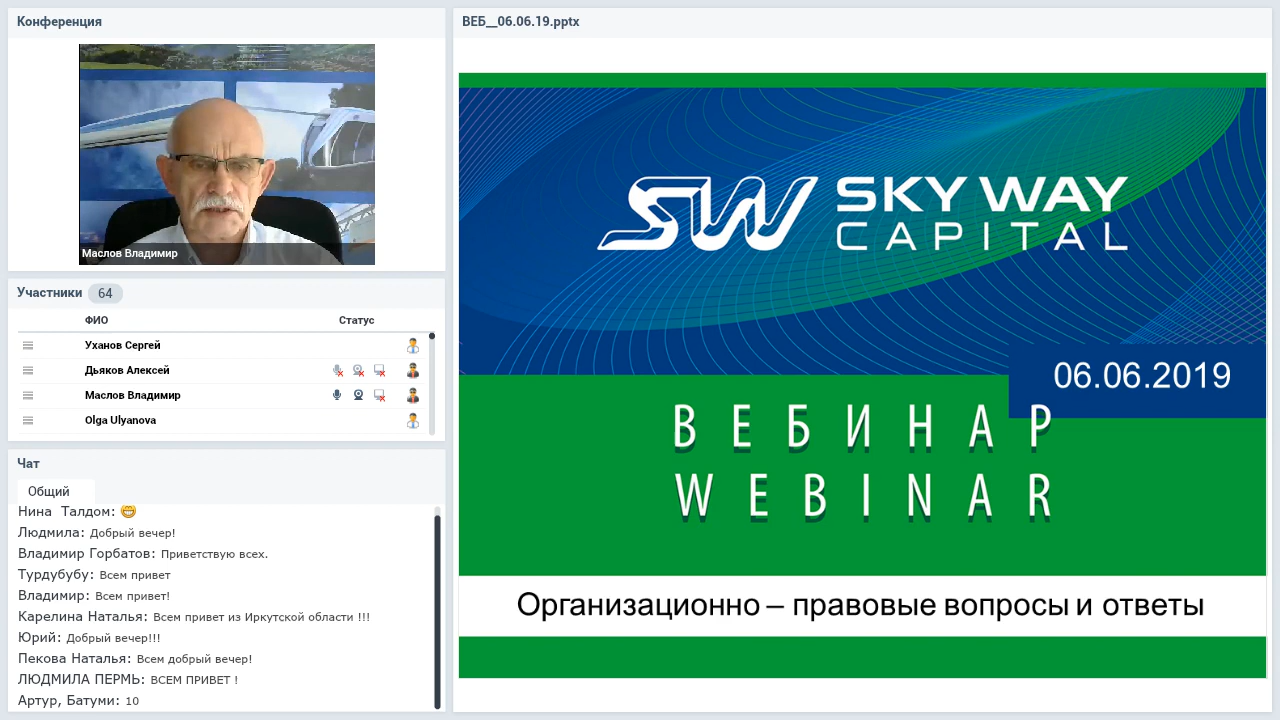 Конференция
Маслов Владимир
Участники 64
ФИО Статус
Уханов Сергей
Дьяков Алексей
Маслов Владимир
Olga Ulyanova
Чат
Общий
Нина Талдом:
Людмила: Добрый вечер!
Владимир Горбатов: Приветствую всех.
Турдубубу: Всем привет
Владимир: Всем привет!
Карелина Наталья: Всем привет из Иркутской области !!!
Юрий: Добрый вечер!!!
Пекова Наталья: Всем добрый вечер!
ЛЮДМИЛА ПЕРМЬ: ВСЕМ ПРИВЕТ !
Артур, Батуми: 10
ВЕБ__06.06.19.pptx
SW SKY WAY
CAPITAL
06.06.2019
ВЕБИНАР
WEBINAR
Организационно – правовые вопросы и ответы